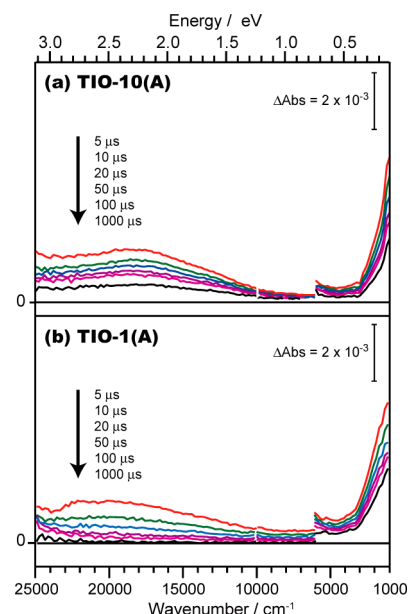 Energy / eV
3.0 2.5 2.0 1.5 1.0 0.5
(a) TIO-10(A)
ΔAbs = 2 x 10⁻³
5 μs
10 μs
20 μs
50 μs
100 μs
1000 μs
0
(b) TIO-1(A)
ΔAbs = 2 x 10⁻³
5 μs
10 μs
20 μs
50 μs
100 μs
1000 μs
0
25000 20000 15000 10000 5000 1000
Wavenumber / cm⁻¹